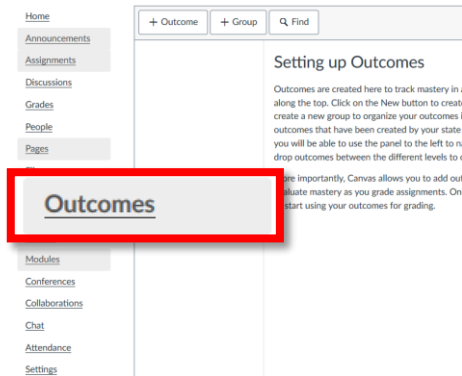 Home
Announcements
Assignments
Discussions
Grades
People
Pages
Outcomes
Modules
Conferences
Collaborations
Chat
Attendance
Settings
+ Outcome + Group Find
Setting up Outcomes
Outcomes are created here to track mastery in a
along the top. Click on the New button to create
create a new group to organize your outcomes i
outcomes that have been created by your state
you will be able to use the panel to the left to na
drop outcomes between the different levels to c
importantly, Canvas allows you to add out
mastery as you grade assignments. On
start using your outcomes for grading.